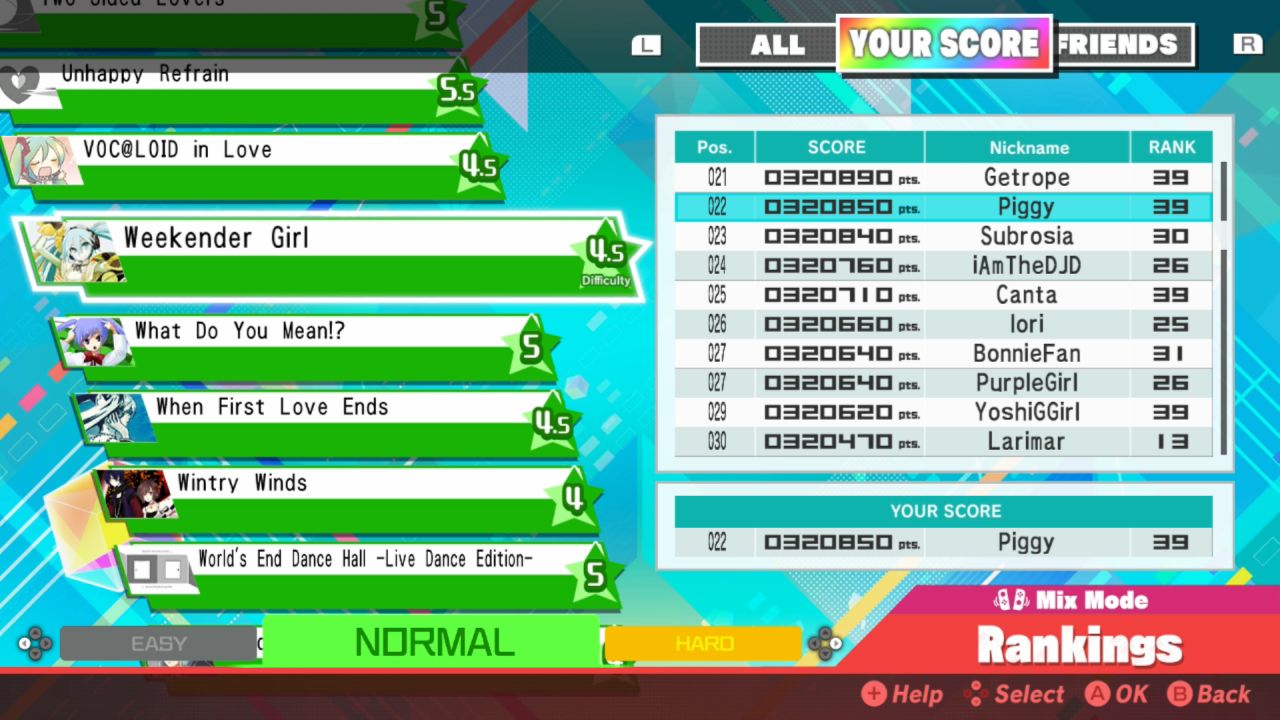 Two Sided Lovers
5
Unhappy Refrain
5.5
VOC@LOID in Love
4.5
Weekender Girl
4.5
Difficulty
What Do You Mean!?
5
When First Love Ends
4.5
Wintry Winds
4
World's End Dance Hall -Live Dance Edition-
5
EASY
NORMAL
HARD
L
ALL
YOUR SCORE
FRIENDS
R
Pos. SCORE Nickname RANK
021 0320890 pts. Getrope 39
022 0320850 pts. Piggy 39
023 0320840 pts. Subrosia 30
024 0320760 pts. iAmTheDJD 26
025 0320710 pts. Canta 39
026 0320660 pts. Iori 25
027 0320640 pts. BonnieFan 31
027 0320640 pts. PurpleGirl 26
029 0320620 pts. YoshiGGirl 39
030 0320470 pts. Larimar 13
YOUR SCORE
022 0320850 pts. Piggy 39
Mix Mode
Rankings
+ Help Select A OK B Back